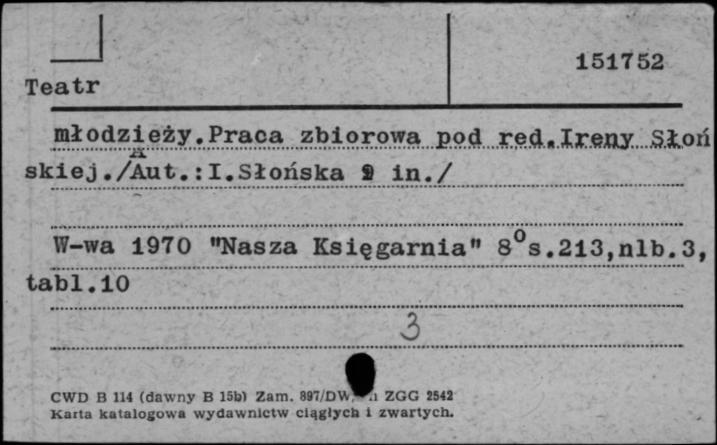 151752
Teatr
młodzieży.Praca zbiorowa pod red.Ireny Słoń
skiej./Aut.:I.Słońska i in./
W-wa 1970 "Nasza Księgarnia" 8⁰s.213,nlb.3,
tabl.10
3
CWD B 114 (dawny B 15b) Zam. 897/DW, ZGG 2542
Karta katalogowa wydawnictw ciągłych i zwartych.